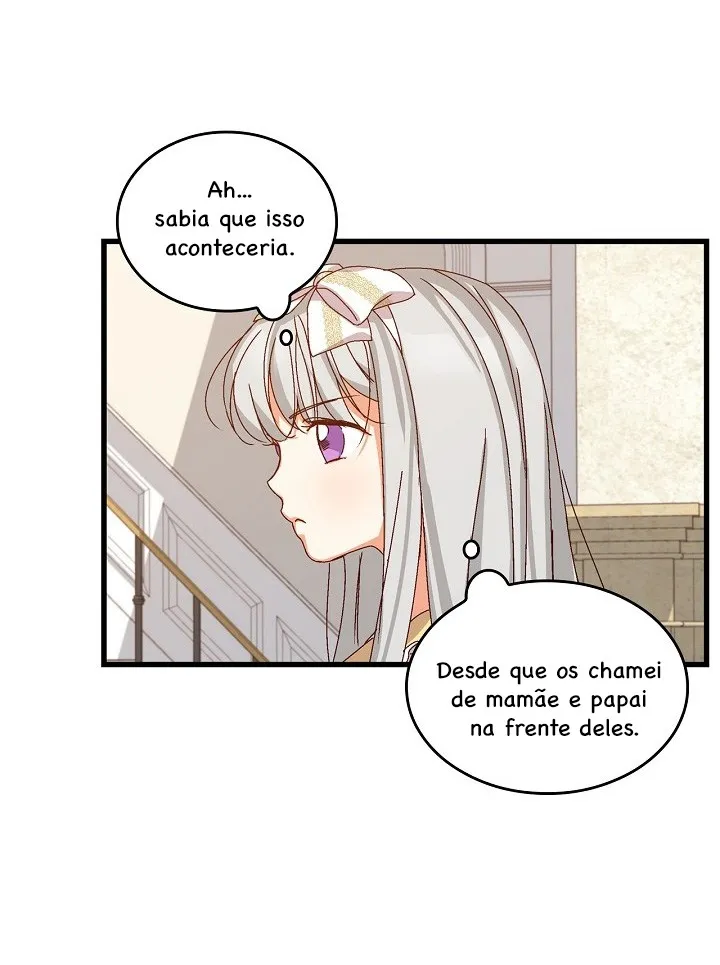 Ah...
sabia que isso
aconteceria.
Desde que os chamei
de mamãe e papai
na frente deles.